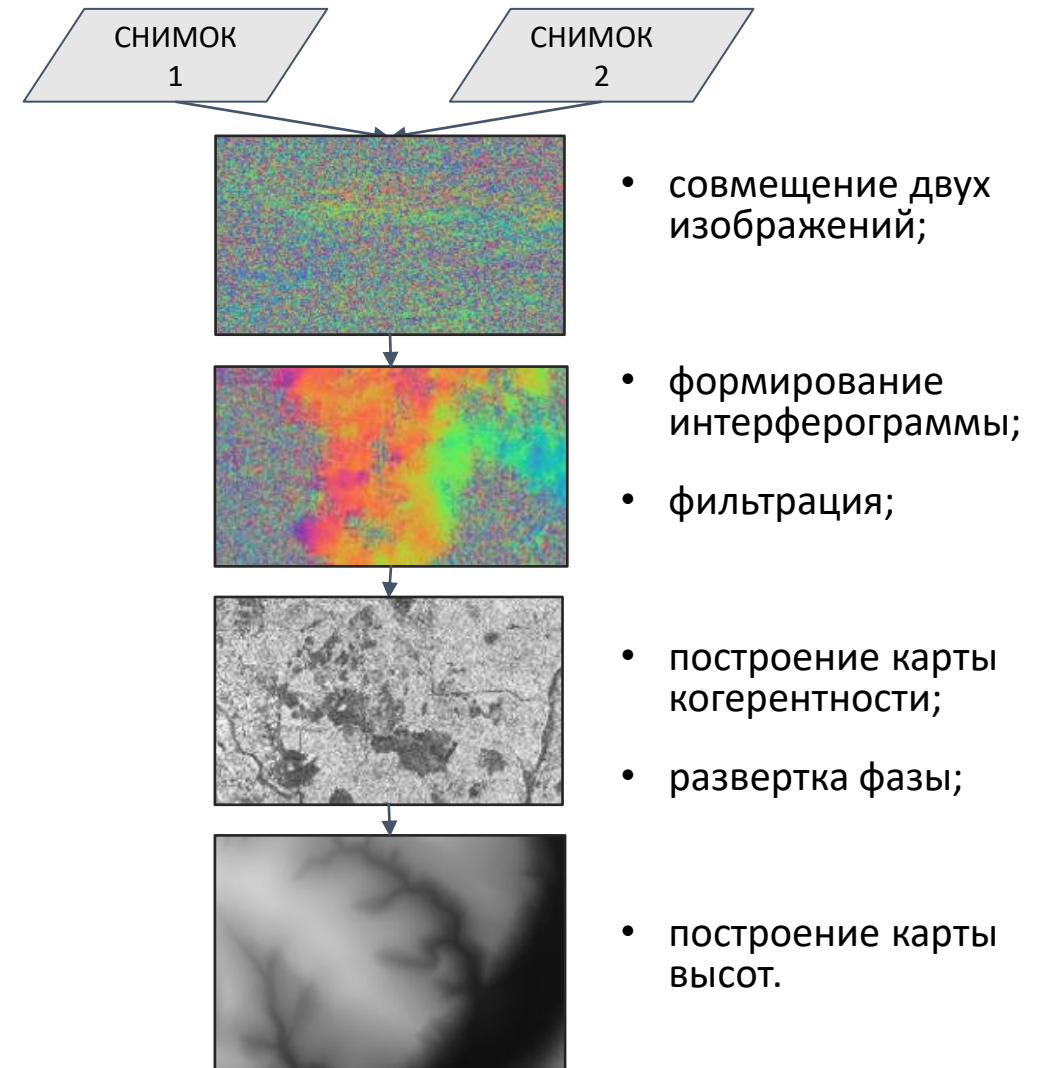 СНИМОК
1
СНИМОК
2
• совмещение двух
изображений;
• формирование
интерферограммы;
• фильтрация;
• построение карты
когерентности;
• развертка фазы;
• построение карты
высот.